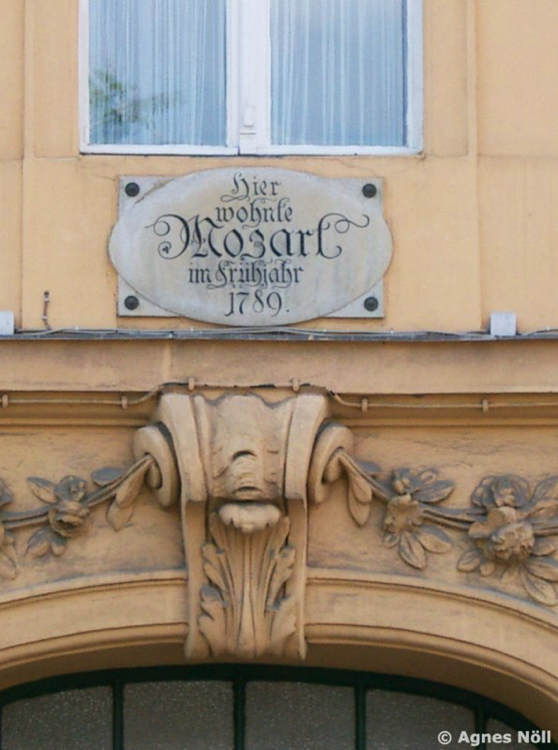 Hier
wohnte
Mozart
im Frühjahr
1789.
© Agnes Nöll